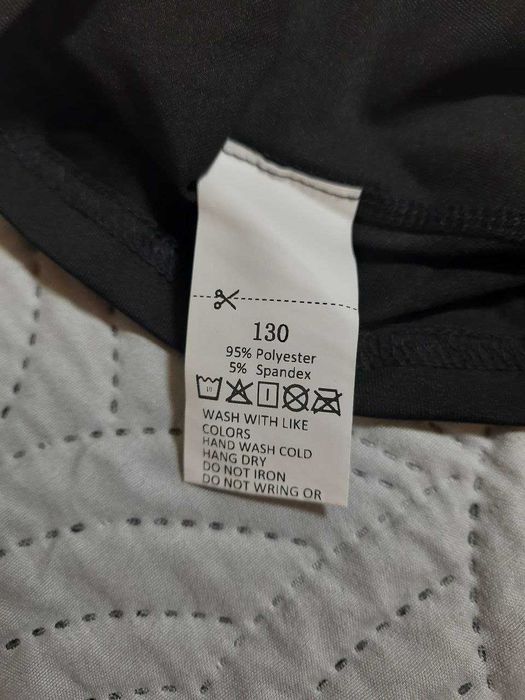 130
95% Polyester
5% Spandex
WASH WITH LIKE
COLORS
HAND WASH COLD
HANG DRY
DO NOT IRON
DO NOT WRING OR